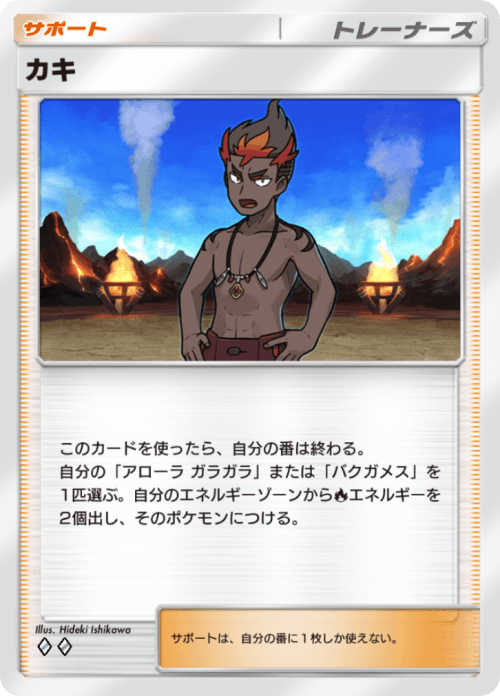 サポート
トレーナーズ
カキ
このカードを使ったら、自分の番は終わる。
自分の「アローラ ガラガラ」または「バクガメス」を
1匹選ぶ。自分のエネルギーゾーンからエネルギーを
2個出し、そのポケモンにつける。
Illus. Hideki Ishikawa
サポートは、自分の番に1枚しか使えない。